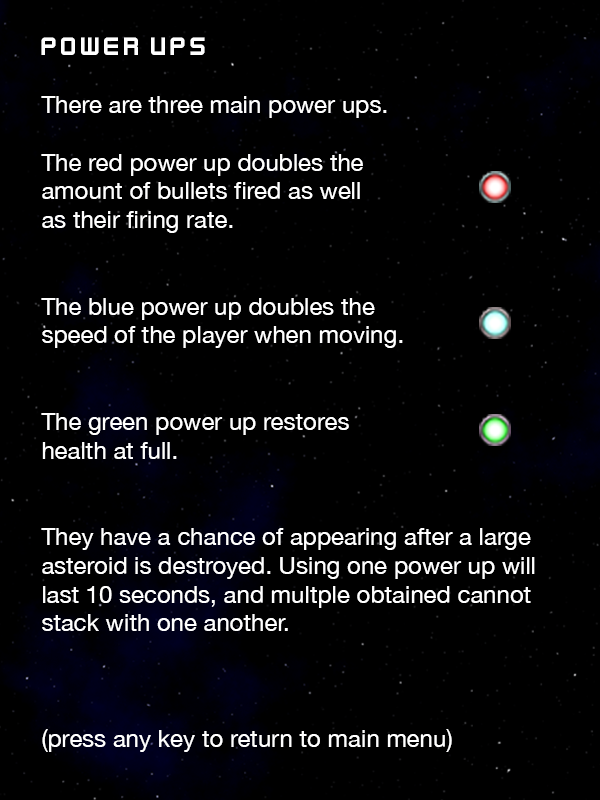 POWER UPS
There are three main power ups.
The red power up doubles the
amount of bullets fired as well
as their firing rate.
The blue power up doubles the
speed of the player when moving.
The green power up restores
health at full.
They have a chance of appearing after a large
asteroid is destroyed. Using one power up will
last 10 seconds, and multple obtained cannot
stack with one another.
(press any key to return to main menu)